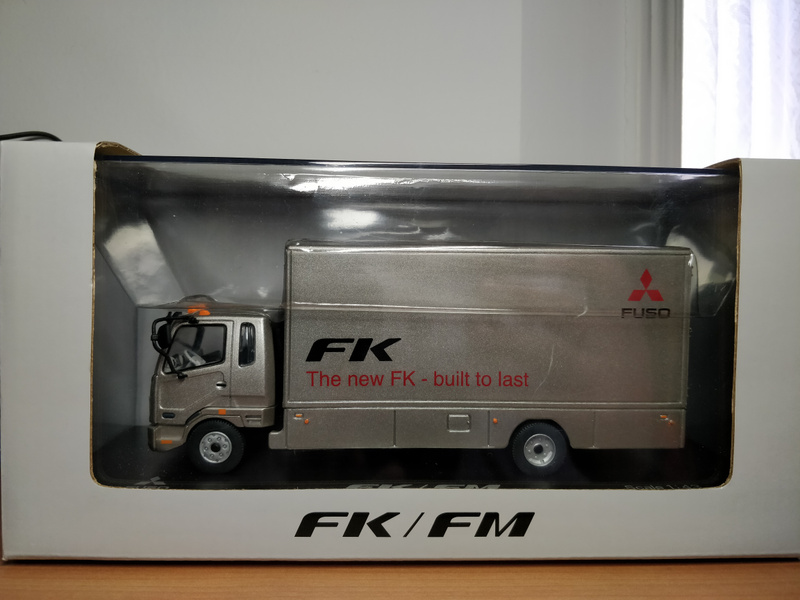 FUSO
FK
The new FK - built to last
FK/FM